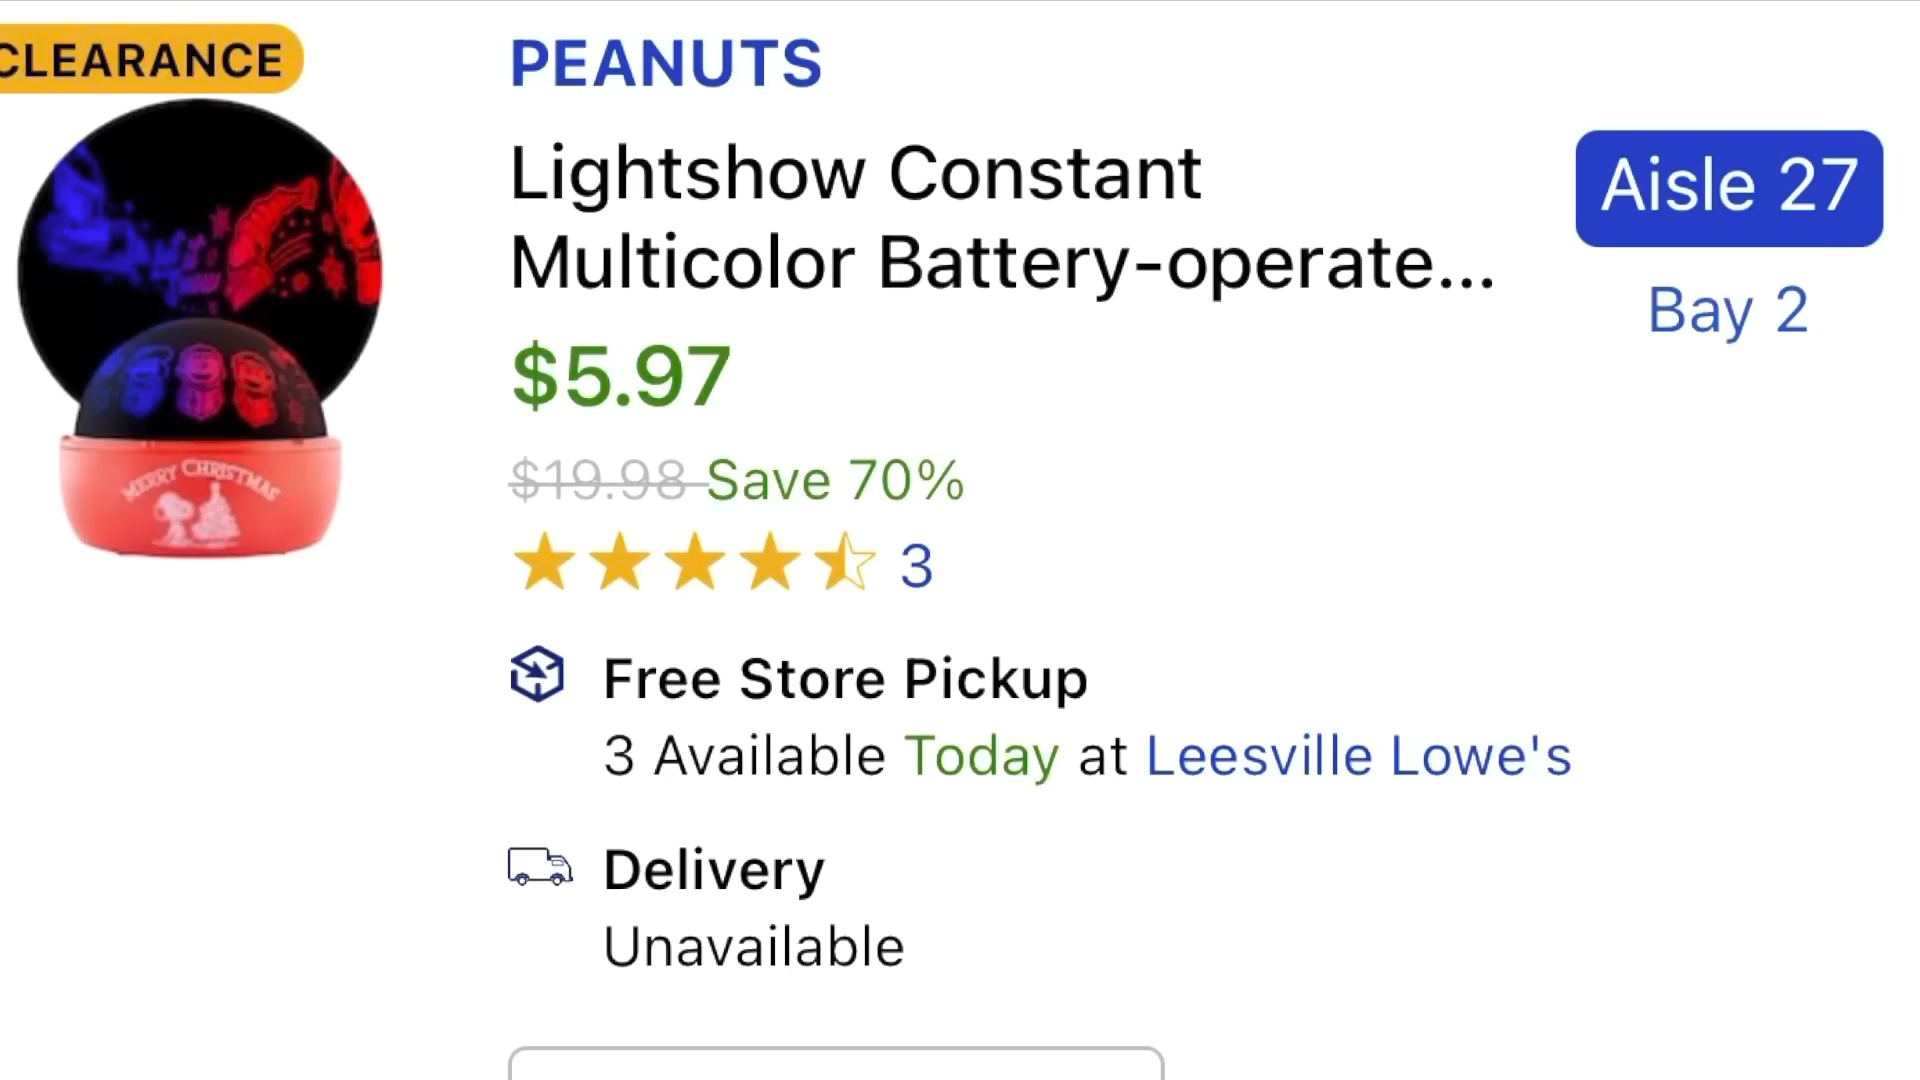 CLEARANCE
PEANUTS
Lightshow Constant
Multicolor Battery-operate...
Aisle 27
Bay 2
$5.97
$19.98 Save 70%
3
MERRY CHRISTMAS
Free Store Pickup
3 Available Today at Leesville Lowe's
Delivery
Unavailable